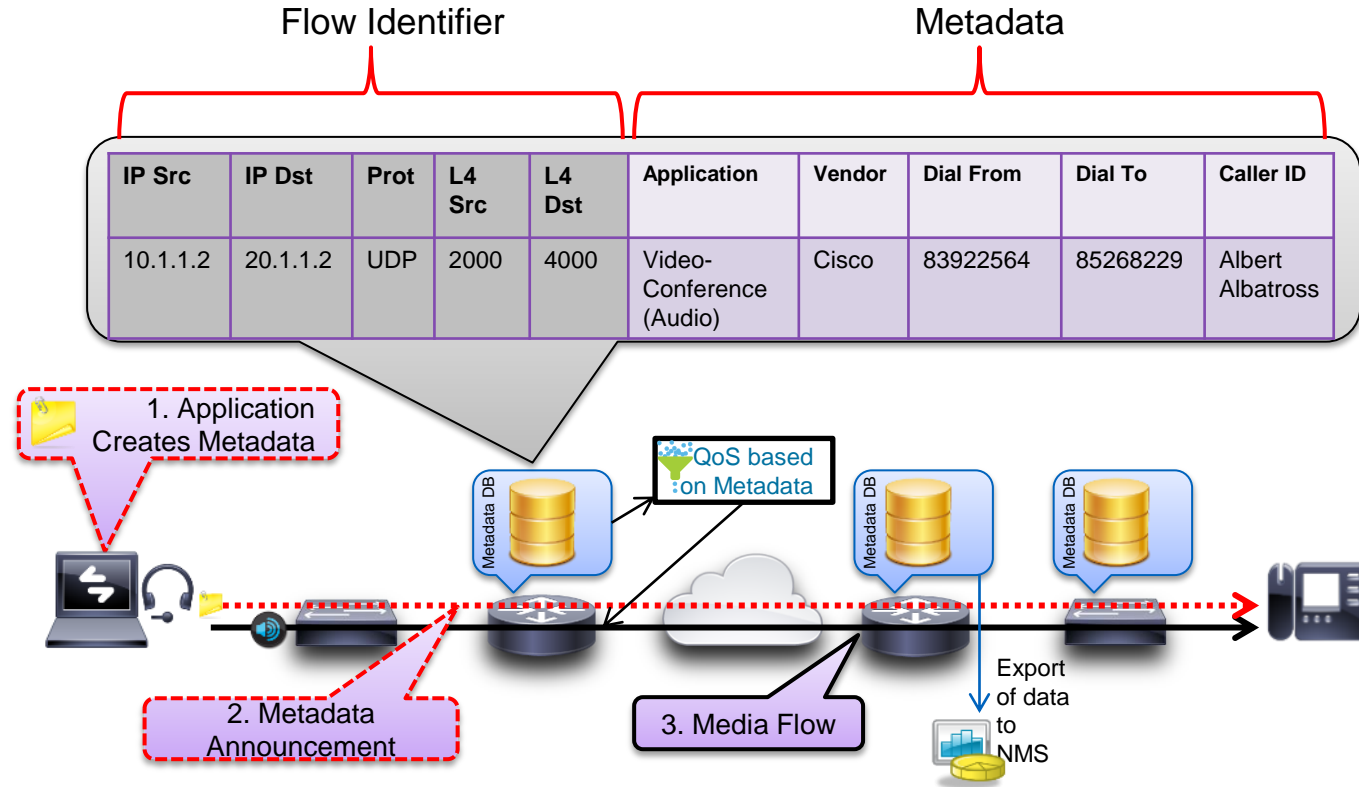 Flow Identifier
Metadata
IP Src
IP Dst
Prot
L4
Src
L4
Dst
Application
Vendor
Dial From
Dial To
Caller ID
10.1.1.2
20.1.1.2
UDP
2000
4000
Video-
Conference
(Audio)
Cisco
83922564
85268229
Albert
Albatross
1. Application
Creates Metadata
Metadata DB
QoS based
on Metadata
Metadata DB
Metadata DB
2. Metadata
Announcement
3. Media Flow
Export
of data
to
NMS